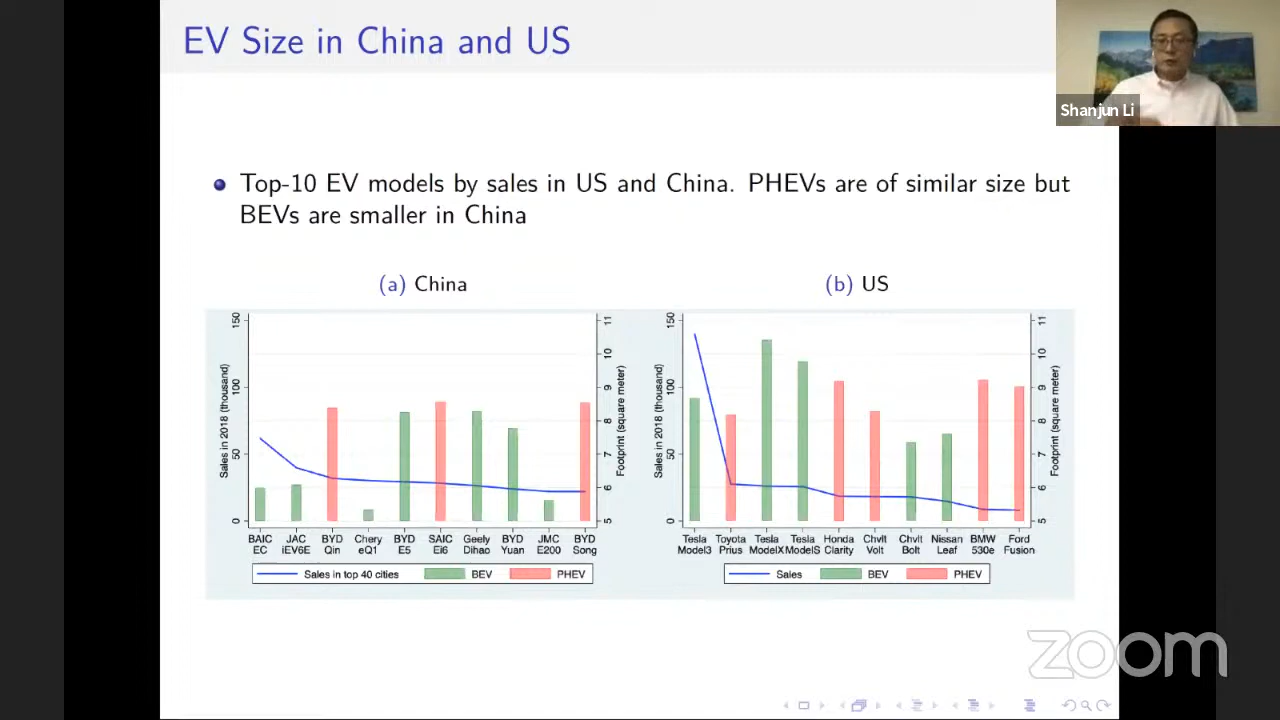 EV Size in China and US
Shanjun Li
Top-10 EV models by sales in US and China. PHEVs are of similar size but
BEVs are smaller in China
(a) China
(b) US
Sales in 2018 (thousand)
150
100
50
0
11
10
9
8
7
6
5
Footprint (square meter)
BAIC EC
JAC iEV6E
BYD Qin
Chery eQ1
BYD E5
SAIC Ei6
Geely Dihao
BYD Yuan
JMC E200
BYD Song
Sales in top 40 cities
BEV
PHEV
Sales in 2018 (thousand)
150
100
50
0
11
10
9
8
7
6
5
Footprint (square meter)
Tesla Model3
Toyota Prius
Tesla ModelX
Tesla ModelS
Honda Clarity
Chvlt Volt
Chvlt Bolt
Nissan Leaf
BMW 530e
Ford Fusion
Sales
BEV
PHEV
zoom